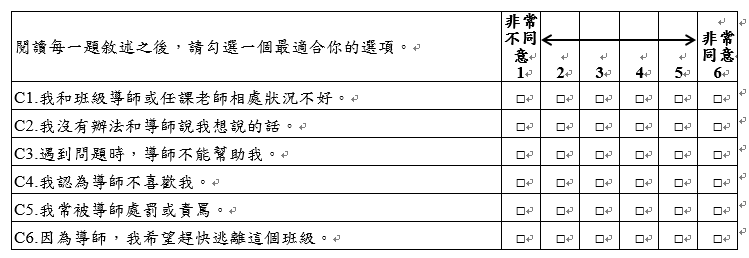 閱讀每一題敘述之後，請勾選一個最適合你的選項。 非常不同意1 2 3 4 5 非常同意6
C1.我和班級導師或任課老師相處狀況不好。 □ □ □ □ □ □
C2.我沒有辦法和導師說我想說的話。 □ □ □ □ □ □
C3.遇到問題時，導師不能幫助我。 □ □ □ □ □ □
C4.我認為導師不喜歡我。 □ □ □ □ □ □
C5.我常被導師處罰或責罵。 □ □ □ □ □ □
C6.因為導師，我希望趕快逃離這個班級。 □ □ □ □ □ □